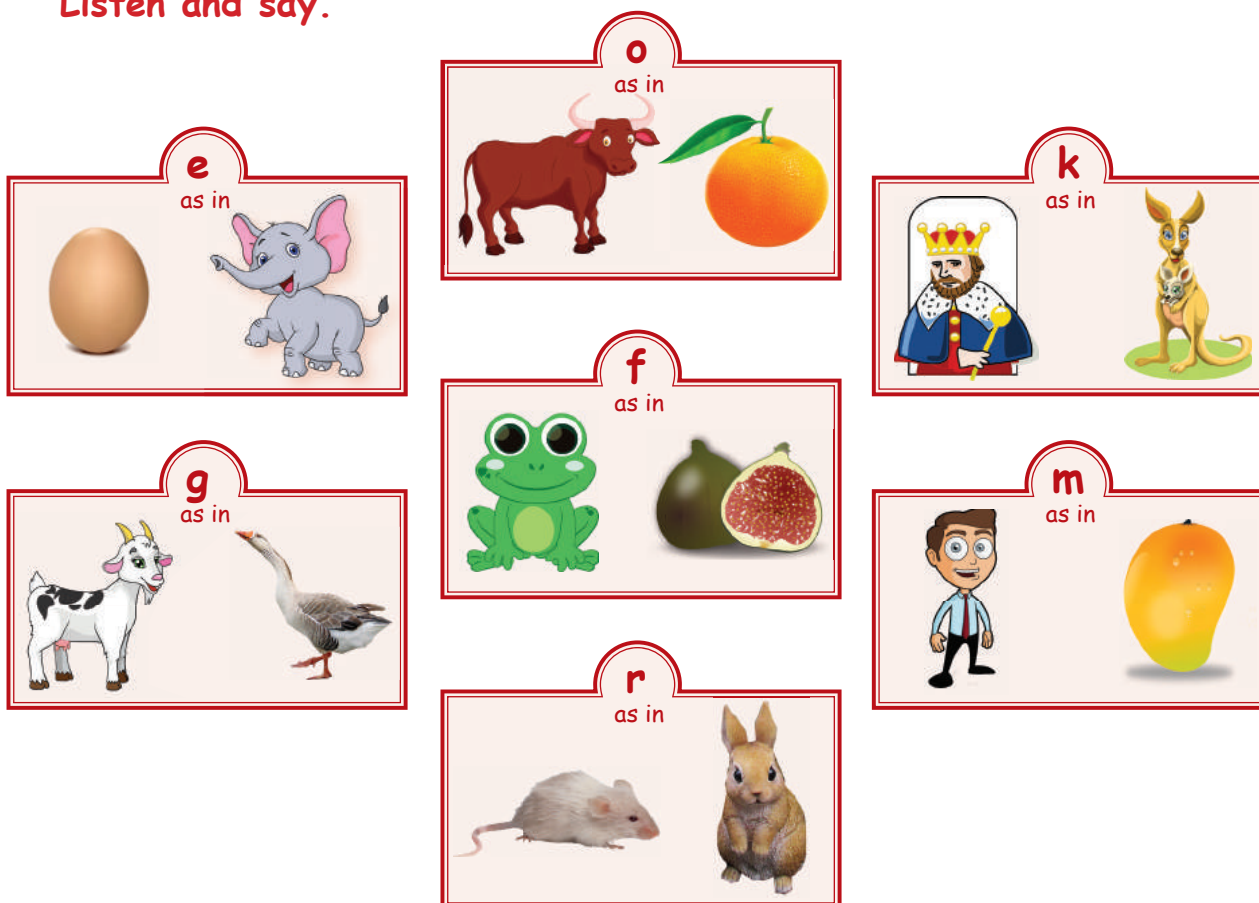 Listen and say.
o
as in
e
as in
k
as in
f
as in
g
as in
m
as in
r
as in